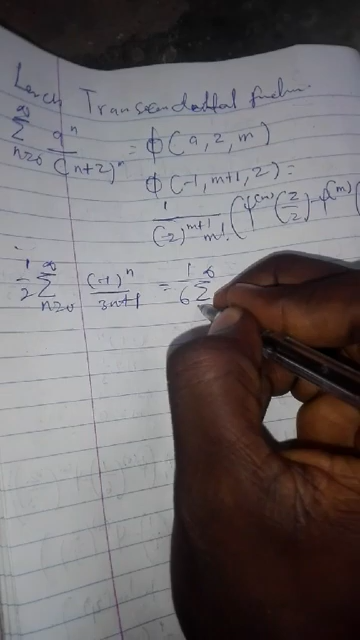 Lerch Transcendental function.
∞ Σ n≥0 aⁿ/(n+2)ⁿ = ϕ(a, 2, m)
ϕ(-1, m+1, 2) =
1/((-2)^{m+1} m!) (ψ^{(m)}(2/2) - ψ^{(m)}(
1/2 ∞ Σ n≥0 (-1)ⁿ/(3n+1) = 1/6 ∞ Σ